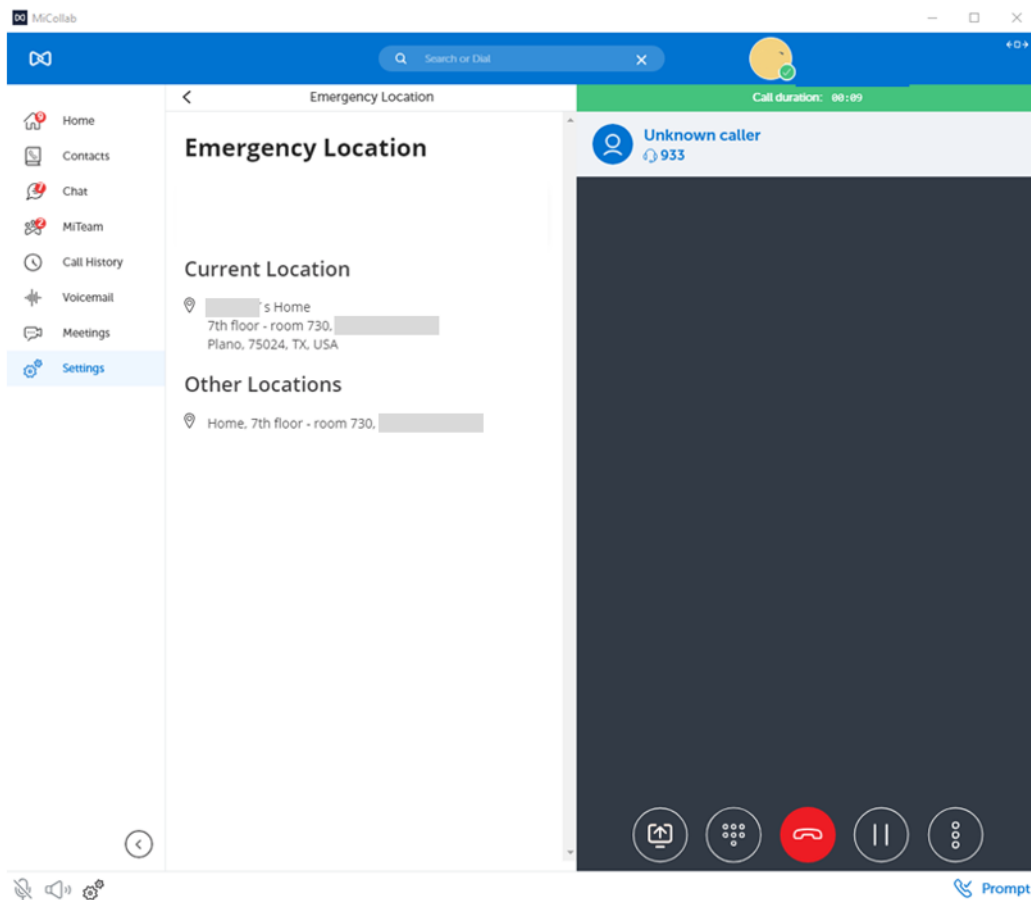 MiCollab
Search or Dial
Emergency Location
Call duration: 00:09
Home
Contacts
Chat
MiTeam
Call History
Voicemail
Meetings
Settings
Emergency Location
Current Location
's Home
7th floor - room 730,
Plano, 75024, TX, USA
Other Locations
Home, 7th floor - room 730,
Unknown caller
933
Prompt